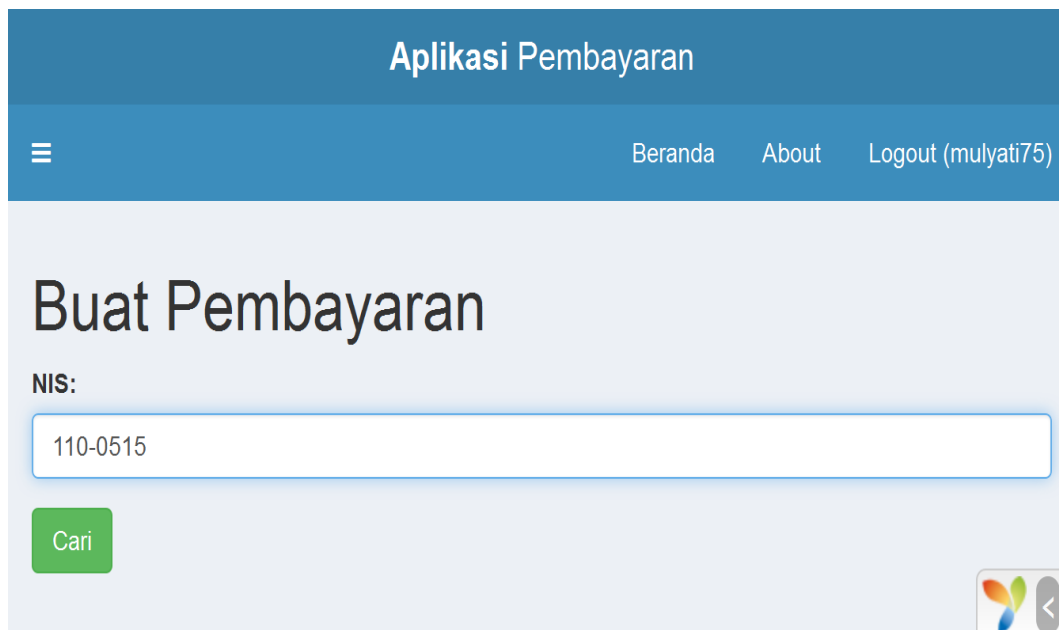 Aplikasi Pembayaran
Beranda About Logout (mulyati75)
Buat Pembayaran
NIS:
110-0515
Cari